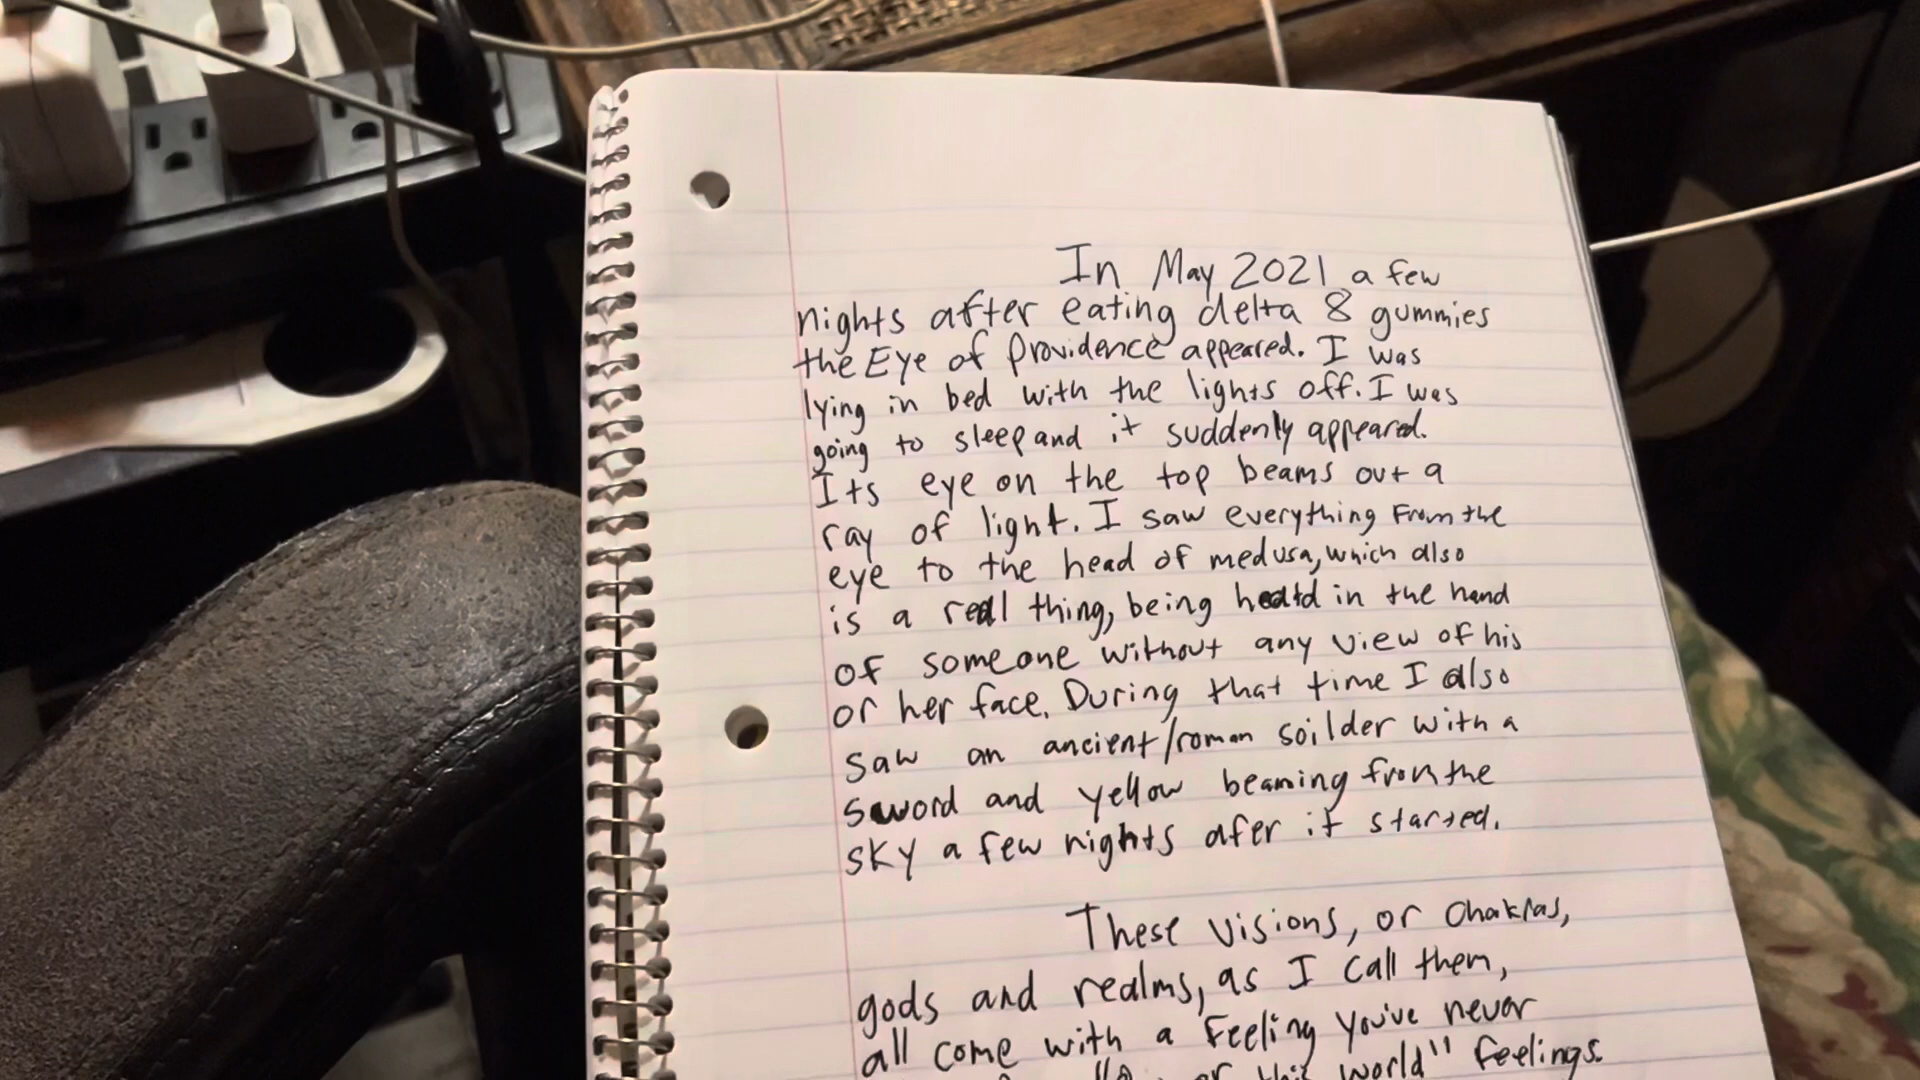 In May 2021 a few
nights after eating delta 8 gummies
the Eye of Providence appeared. I was
lying in bed with the lights off. I was
going to sleep and it suddenly appeared.
Its eye on the top beams out a
ray of light. I saw everything From the
eye to the head of medusa, which also
is a real thing, being in the hand
of someone without any view of his
or her face. During that time I also
saw an ancient/roman soilder with a
sword and yellow beaming from the
sky a few nights afer it started.
These visions, or Chakras,
gods and realms, as I call them,
all come with a feeling you've never
this world" feelings.